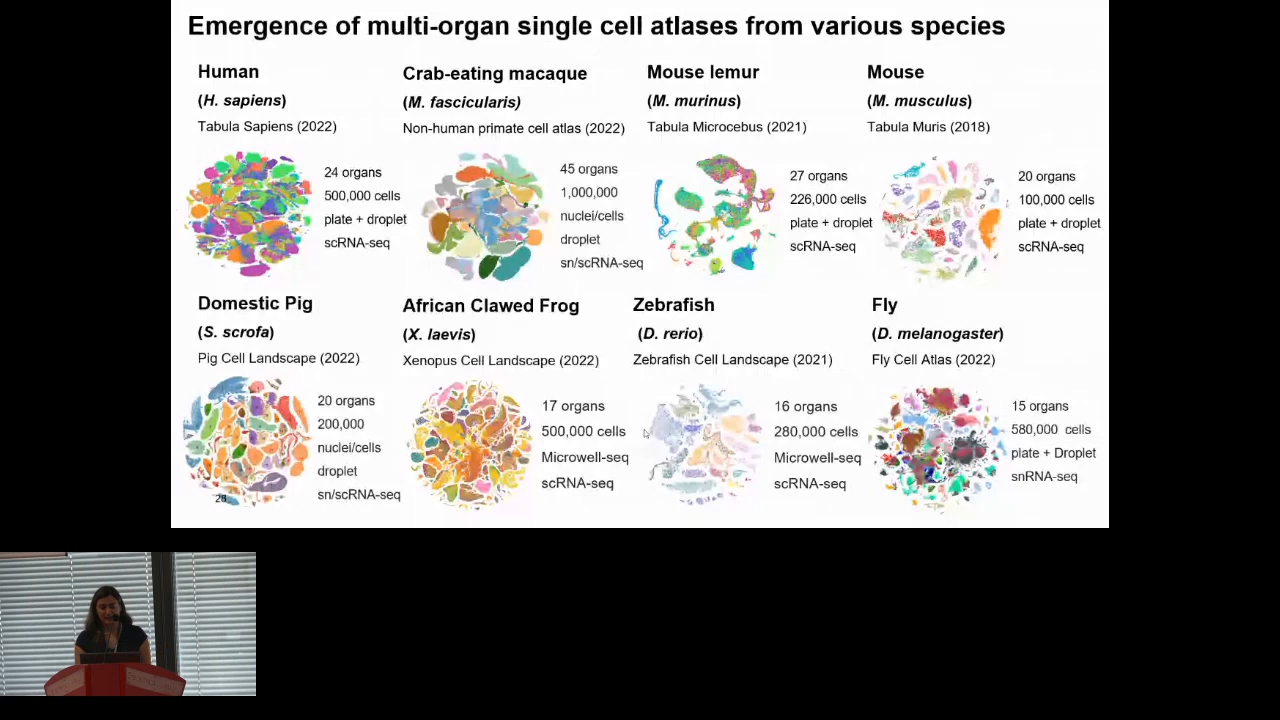 Emergence of multi-organ single cell atlases from various species
Human
(H. sapiens)
Tabula Sapiens (2022)
24 organs
500,000 cells
plate + droplet
scRNA-seq
Crab-eating macaque
(M. fascicularis)
Non-human primate cell atlas (2022)
45 organs
1,000,000
nuclei/cells
droplet
sn/scRNA-seq
Mouse lemur
(M. murinus)
Tabula Microcebus (2021)
27 organs
226,000 cells
plate + droplet
scRNA-seq
Mouse
(M. musculus)
Tabula Muris (2018)
20 organs
100,000 cells
plate + droplet
scRNA-seq
Domestic Pig
(S. scrofa)
Pig Cell Landscape (2022)
20 organs
200,000
nuclei/cells
droplet
sn/scRNA-seq
African Clawed Frog
(X. laevis)
Xenopus Cell Landscape (2022)
17 organs
500,000 cells
Microwell-seq
scRNA-seq
Zebrafish
(D. rerio)
Zebrafish Cell Landscape (2021)
16 organs
280,000 cells
Microwell-seq
scRNA-seq
Fly
(D. melanogaster)
Fly Cell Atlas (2022)
15 organs
580,000 cells
plate + Droplet
snRNA-seq